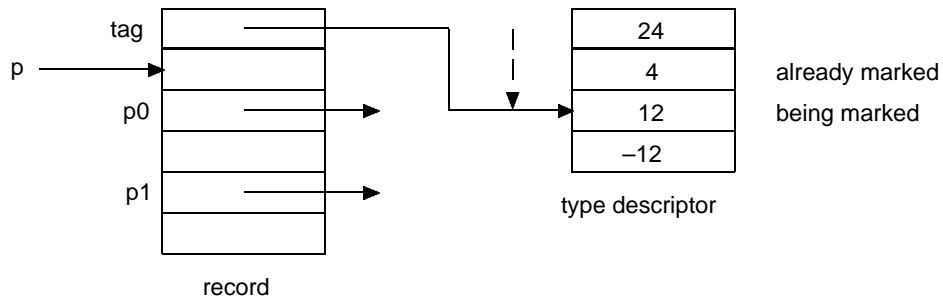 tag
24
p
4
already marked
p0
12
being marked
–12
p1
type descriptor
record